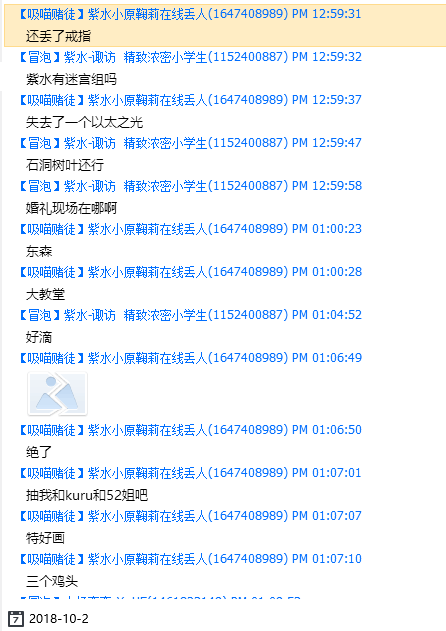 【吸喵赌徒】紫水小原鞠莉在线丢人(1647408989) PM 12:59:31
还丢了戒指
【冒泡】紫水-诹访  精致浓密小学生(1152400887) PM 12:59:32
紫水有迷宫组吗
【吸喵赌徒】紫水小原鞠莉在线丢人(1647408989) PM 12:59:37
失去了一个以太之光
【冒泡】紫水-诹访  精致浓密小学生(1152400887) PM 12:59:47
石洞树叶还行
【冒泡】紫水-诹访  精致浓密小学生(1152400887) PM 12:59:58
婚礼现场在哪啊
【吸喵赌徒】紫水小原鞠莉在线丢人(1647408989) PM 01:00:23
东森
【吸喵赌徒】紫水小原鞠莉在线丢人(1647408989) PM 01:00:28
大教堂
【冒泡】紫水-诹访  精致浓密小学生(1152400887) PM 01:04:52
好滴
【吸喵赌徒】紫水小原鞠莉在线丢人(1647408989) PM 01:06:49
【吸喵赌徒】紫水小原鞠莉在线丢人(1647408989) PM 01:06:50
绝了
【吸喵赌徒】紫水小原鞠莉在线丢人(1647408989) PM 01:07:01
抽我和kuru和52姐吧
【吸喵赌徒】紫水小原鞠莉在线丢人(1647408989) PM 01:07:07
特好画
【吸喵赌徒】紫水小原鞠莉在线丢人(1647408989) PM 01:07:10
三个鸡头
2018-10-2